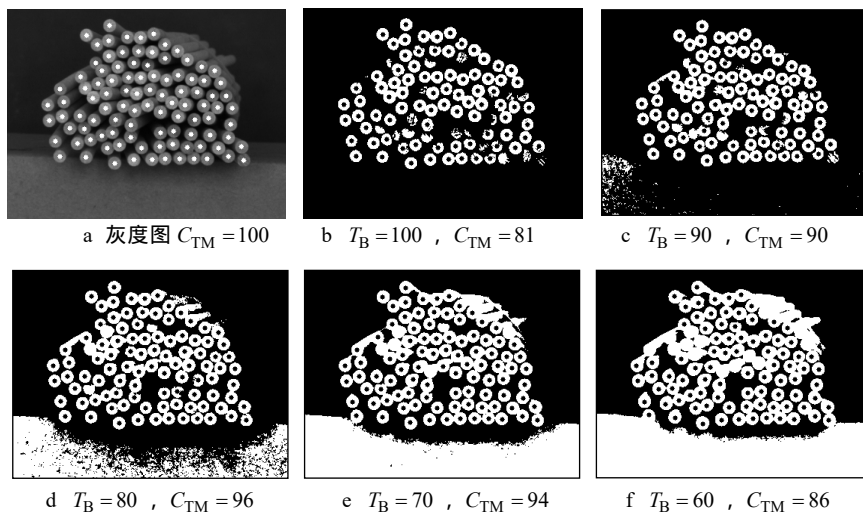 a 灰度图 C_TM =100
b T_B=100 , C_TM=81
c T_B=90 , C_TM=90
d T_B=80 , C_TM=96
e T_B=70 , C_TM=94
f T_B=60 , C_TM=86